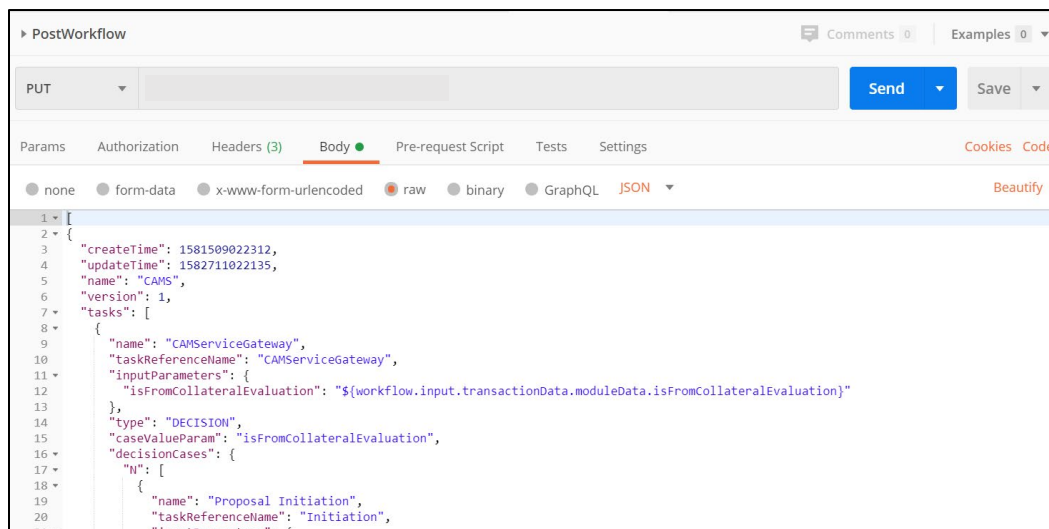 PostWorkflow Comments 0 Examples 0
PUT Send Save
Params Authorization Headers (3) Body Pre-request Script Tests Settings Cookies Code
none form-data x-www-form-urlencoded raw binary GraphQL JSON Beautify
1 [
2 {
3 "createTime": 1581509022312,
4 "updateTime": 1582711022135,
5 "name": "CAMS",
6 "version": 1,
7 "tasks": [
8 {
9 "name": "CAMServiceGateway",
10 "taskReferenceName": "CAMServiceGateway",
11 "inputParameters": {
12 "isFromCollateralEvaluation": "${workflow.input.transactionData.moduleData.isFromCollateralEvaluation}"
13 },
14 "type": "DECISION",
15 "caseValueParam": "isFromCollateralEvaluation",
16 "decisionCases": {
17 "N": [
18 {
19 "name": "Proposal Initiation",
20 "taskReferenceName": "Initiation",